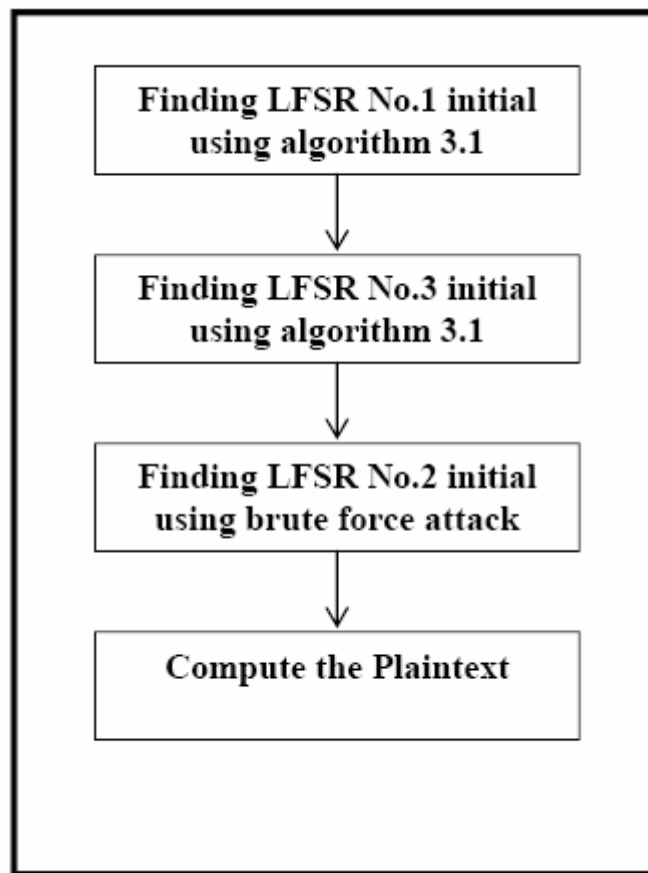 Finding LFSR No.1 initial
using algorithm 3.1
Finding LFSR No.3 initial
using algorithm 3.1
Finding LFSR No.2 initial
using brute force attack
Compute the Plaintext